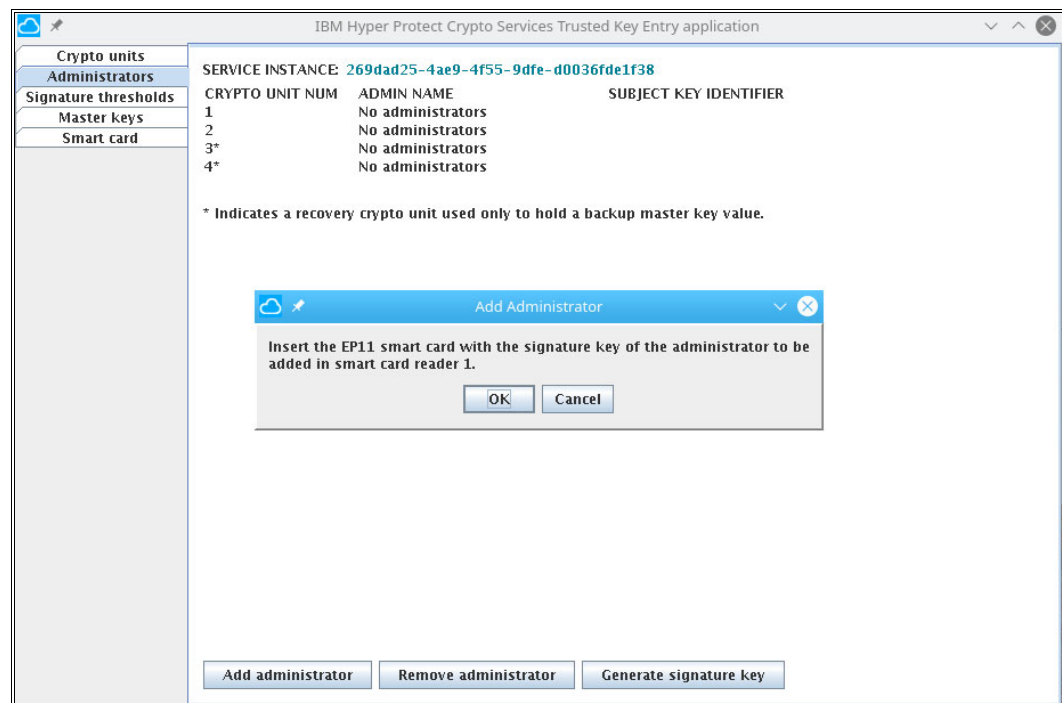 IBM Hyper Protect Crypto Services Trusted Key Entry application
Crypto units
Administrators
Signature thresholds
Master keys
Smart card
SERVICE INSTANCE: 269dad25-4ae9-4f55-9dfe-d0036fde1f38
CRYPTO UNIT NUM ADMIN NAME SUBJECT KEY IDENTIFIER
1 No administrators
2 No administrators
3* No administrators
4* No administrators
* Indicates a recovery crypto unit used only to hold a backup master key value.
Add Administrator
Insert the EP11 smart card with the signature key of the administrator to be
added in smart card reader 1.
OK Cancel
Add administrator Remove administrator Generate signature key